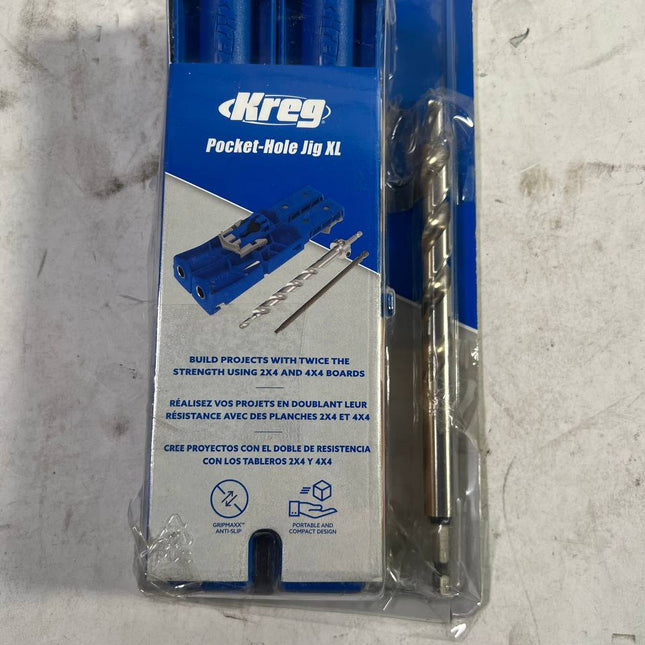 Kreg
Pocket-Hole Jig XL
BUILD PROJECTS WITH TWICE THE
STRENGTH USING 2X4 AND 4X4 BOARDS
RÉALISEZ VOS PROJETS EN DOUBLANT LEUR
RÉSISTANCE AVEC DES PLANCHES 2X4 ET 4X4
CREE PROYECTOS CON EL DOBLE DE RESISTENCIA
CON LOS TABLEROS 2X4 Y 4X4
GRIPMAXX™
ANTI-SLIP
PORTABLE AND
COMPACT DESIGN